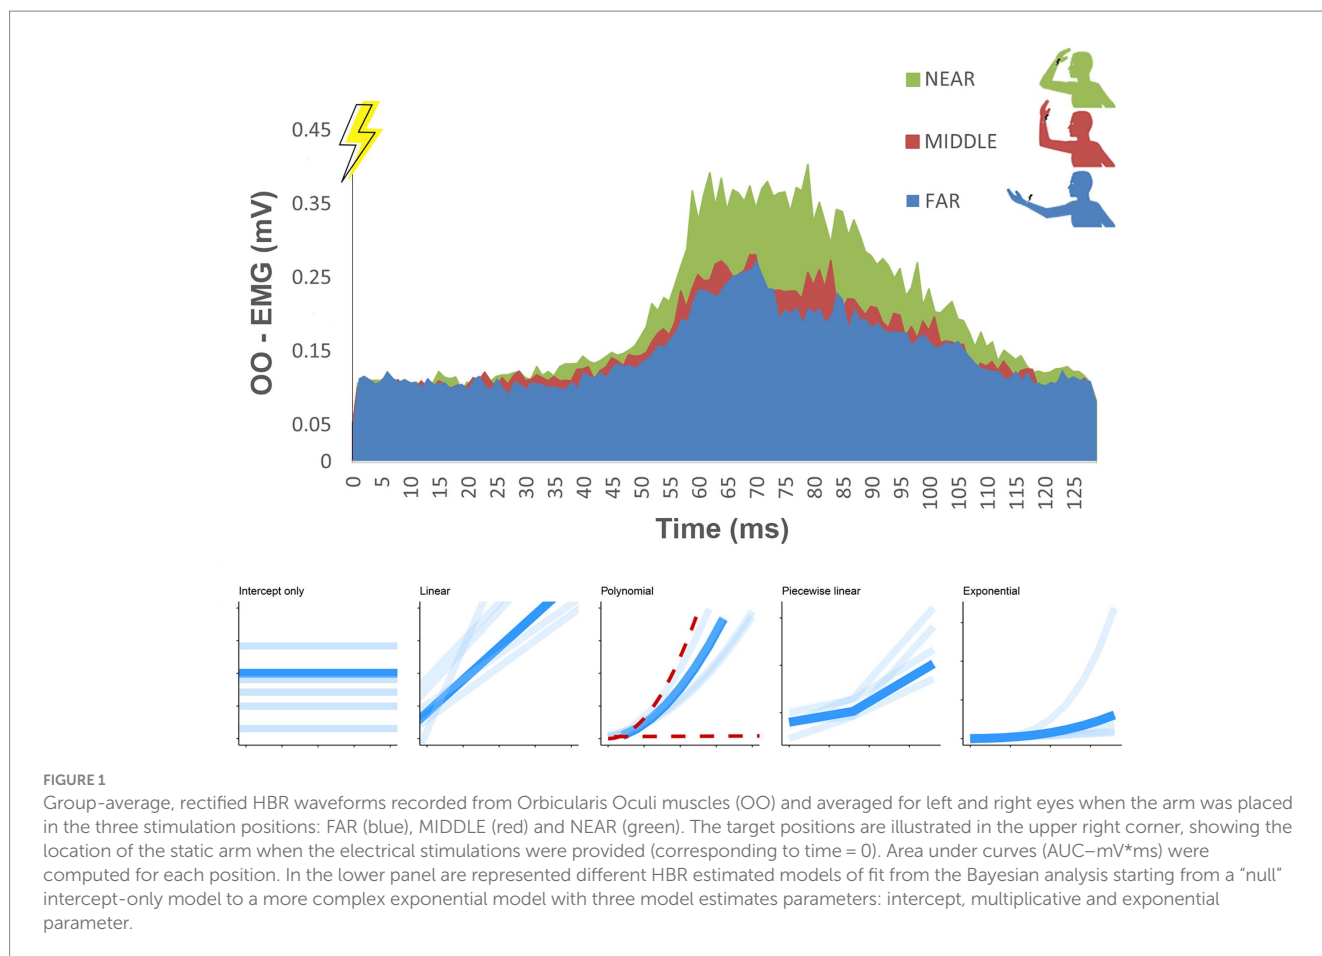 NEAR
MIDDLE
FAR
OO - EMG (mV)
0.45
0.35
0.25
0.15
0.05
0
0 5 10 15 20 25 30 35 40 45 50 55 60 65 70 75 80 85 90 95 100 105 110 115 120 125
Time (ms)
Intercept only
Linear
Polynomial
Piecewise linear
Exponential
FIGURE 1
Group-average, rectified HBR waveforms recorded from Orbicularis Oculi muscles (OO) and averaged for left and right eyes when the arm was placed
in the three stimulation positions: FAR (blue), MIDDLE (red) and NEAR (green). The target positions are illustrated in the upper right corner, showing the
location of the static arm when the electrical stimulations were provided (corresponding to time = 0). Area under curves (AUC–mV*ms) were
computed for each position. In the lower panel are represented different HBR estimated models of fit from the Bayesian analysis starting from a “null”
intercept-only model to a more complex exponential model with three model estimates parameters: intercept, multiplicative and exponential
parameter.